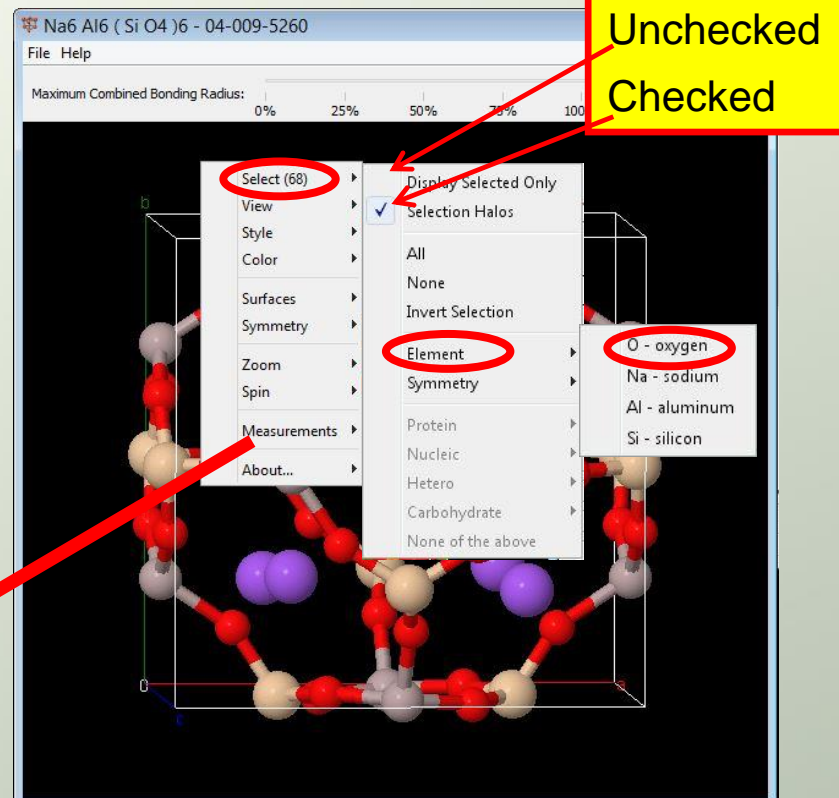 Na6 Al6 ( Si O4 )6 - 04-009-5260
Unchecked
Checked
File Help
Maximum Combined Bonding Radius:
0% 25% 50% 75% 100
Select (68)
View
Style
Color
Surfaces
Symmetry
Zoom
Spin
Measurements
About...
Display Selected Only
Selection Halos
All
None
Invert Selection
Element
Symmetry
Protein
Nucleic
Hetero
Carbohydrate
None of the above
O - oxygen
Na - sodium
Al - aluminum
Si - silicon
b
0
a
c